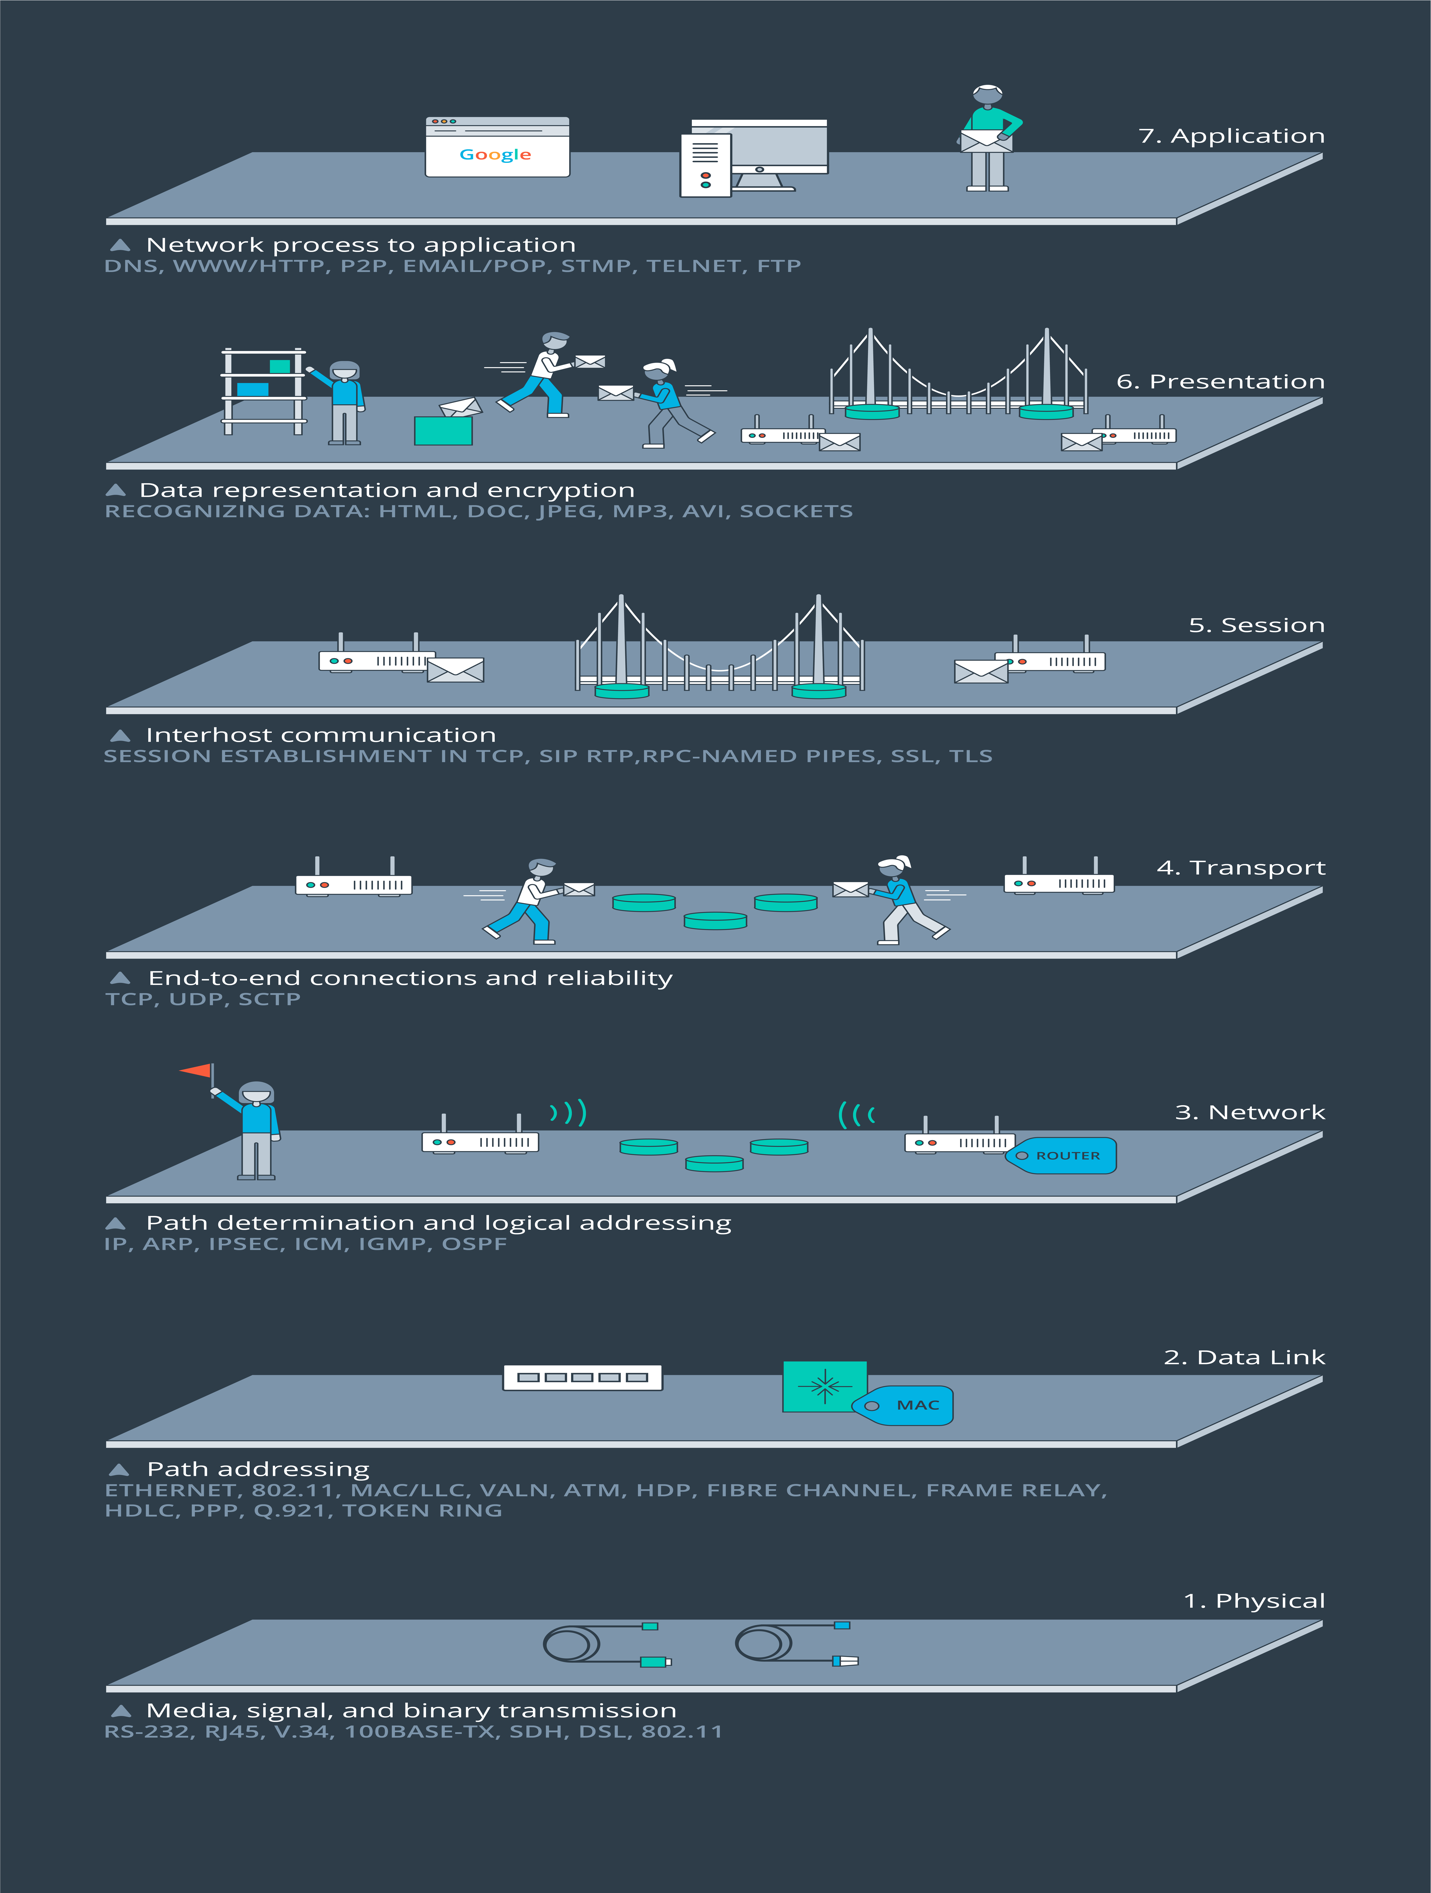 Google
7. Application
Network process to application
DNS, WWW/HTTP, P2P, EMAIL/POP, STMP, TELNET, FTP
6. Presentation
Data representation and encryption
RECOGNIZING DATA: HTML, DOC, JPEG, MP3, AVI, SOCKETS
5. Session
Interhost communication
SESSION ESTABLISHMENT IN TCP, SIP RTP,RPC-NAMED PIPES, SSL, TLS
4. Transport
End-to-end connections and reliability
TCP, UDP, SCTP
3. Network
ROUTER
Path determination and logical addressing
IP, ARP, IPSEC, ICM, IGMP, OSPF
2. Data Link
MAC
Path addressing
ETHERNET, 802.11, MAC/LLC, VALN, ATM, HDP, FIBRE CHANNEL, FRAME RELAY,
HDLC, PPP, Q.921, TOKEN RING
1. Physical
Media, signal, and binary transmission
RS-232, RJ45, V.34, 100BASE-TX, SDH, DSL, 802.11